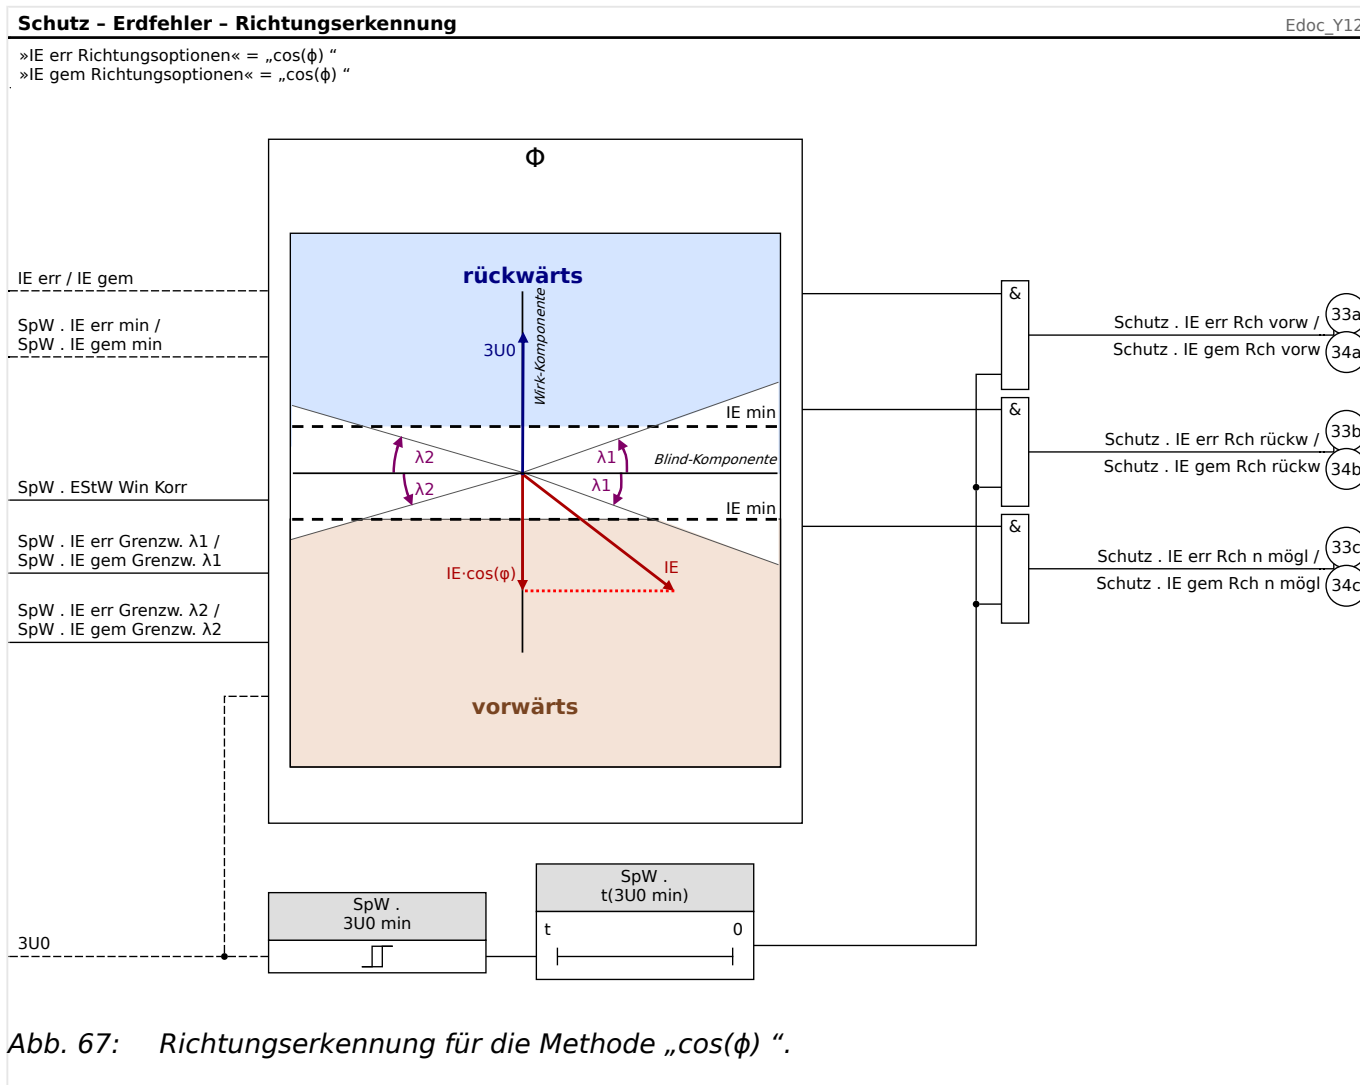 Schutz – Erdfehler – Richtungserkennung
Edoc_Y12
»IE err Richtungsoptionen« = „cos(ϕ) “
»IE gem Richtungsoptionen« = „cos(ϕ) “
Φ
rückwärts
3U0
Wirk-Komponente
IE min
λ2
λ1
Blind-Komponente
λ2
λ1
IE min
IE·cos(φ)
IE
vorwärts
IE err / IE gem
SpW . IE err min /
SpW . IE gem min
SpW . EStW Win Korr
SpW . IE err Grenzw. λ1 /
SpW . IE gem Grenzw. λ1
SpW . IE err Grenzw. λ2 /
SpW . IE gem Grenzw. λ2
3U0
SpW .
3U0 min
SpW .
t(3U0 min)
t 0
&
Schutz . IE err Rch vorw / 33a
Schutz . IE gem Rch vorw 34a
&
Schutz . IE err Rch rückw / 33b
Schutz . IE gem Rch rückw 34b
&
Schutz . IE err Rch n mögl / 33c
Schutz . IE gem Rch n mögl 34c
Abb. 67: Richtungserkennung für die Methode „cos(ϕ) “.